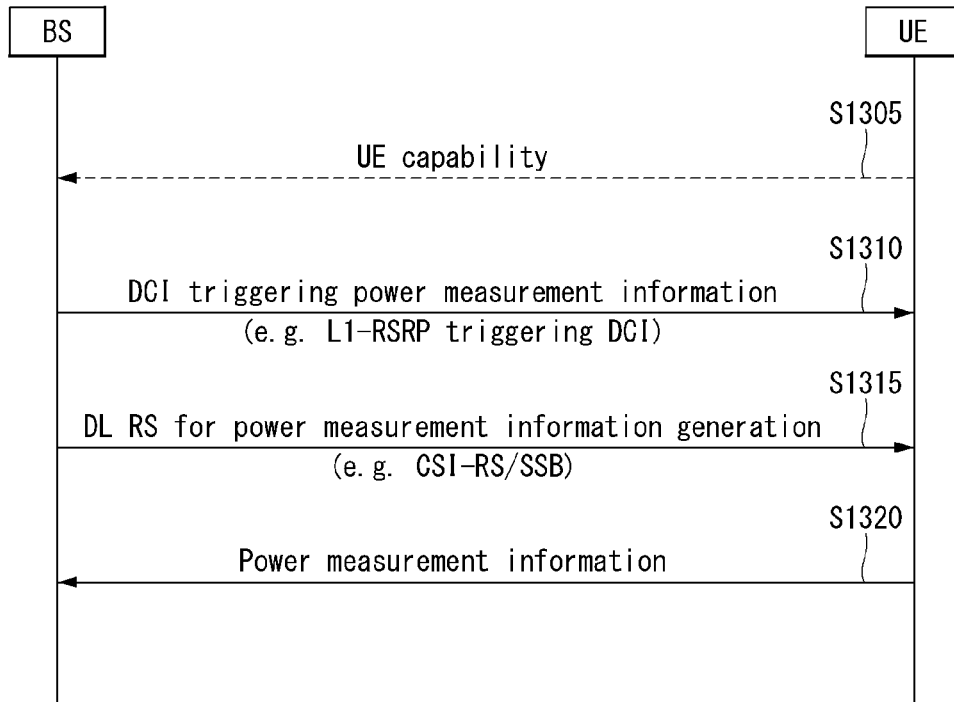 BS
UE
S1305
UE capability
S1310
DCI triggering power measurement information
(e.g. L1-RSRP triggering DCI)
S1315
DL RS for power measurement information generation
(e.g. CSI-RS/SSB)
S1320
Power measurement information